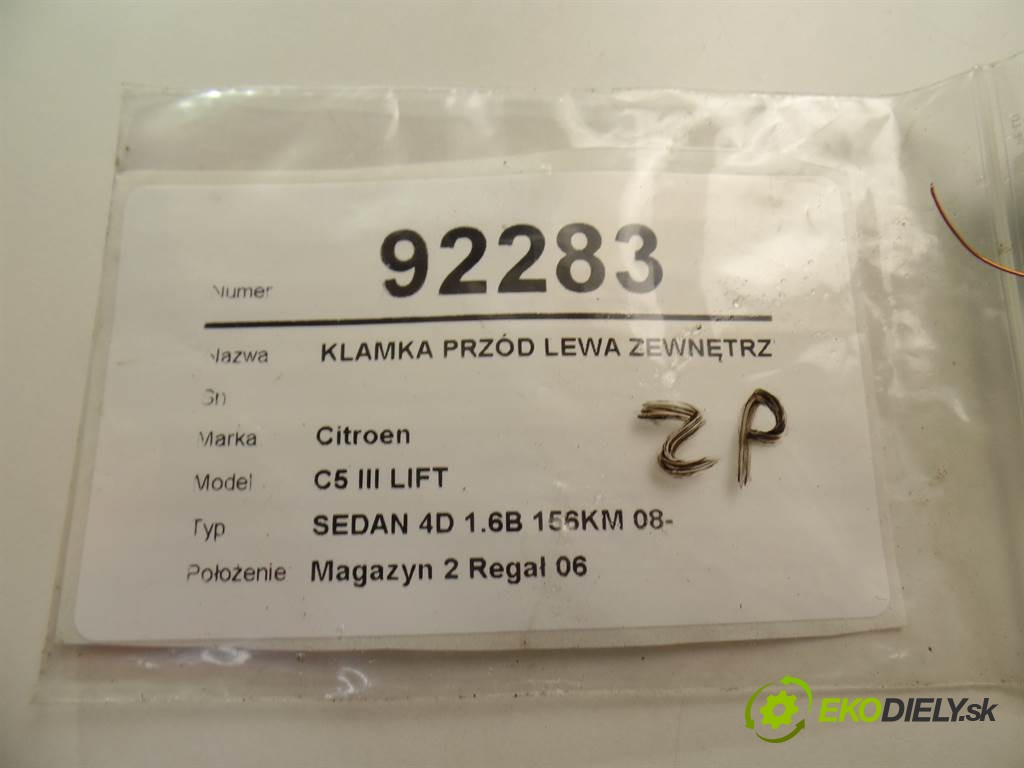 Numer 92283
Nazwa KLAMKA PRZÓD LEWA ZEWNĘTRZ
Sn
Marka Citroen
Model C5 III LIFT
Typ SEDAN 4D 1.6B 156KM 08-
Położenie Magazyn 2 Regał 06
ZP
EKODIELY.sk